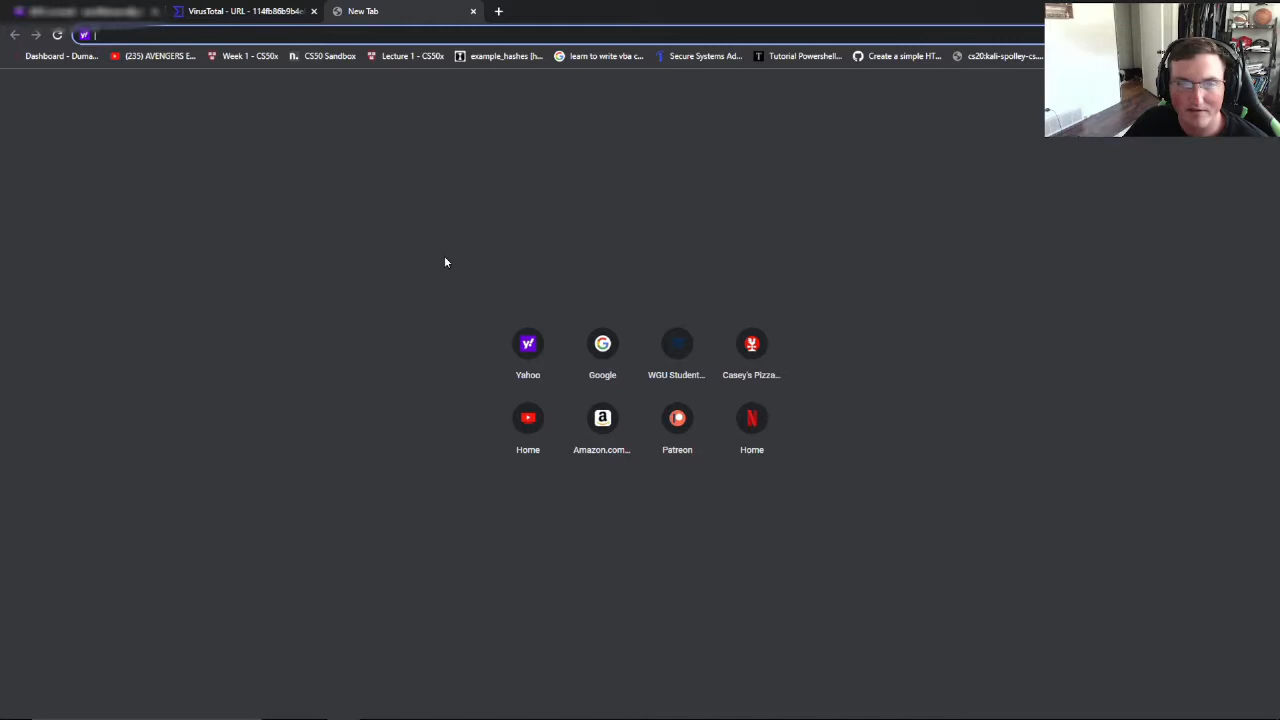 VirusTotal - URL - 114fb86b9b4e
New Tab
Dashboard - Duma...
(235) AVENGERS E...
Week 1 - CS50x
CS50 Sandbox
Lecture 1 - CS50x
example_hashes [h...
learn to write vba c...
Secure Systems Ad...
Tutorial Powershell...
Create a simple HT...
cs20:kali-spolley-cs...
Yahoo
Google
WGU Student...
Casey's Pizza...
Home
Amazon.com...
Patreon
Home